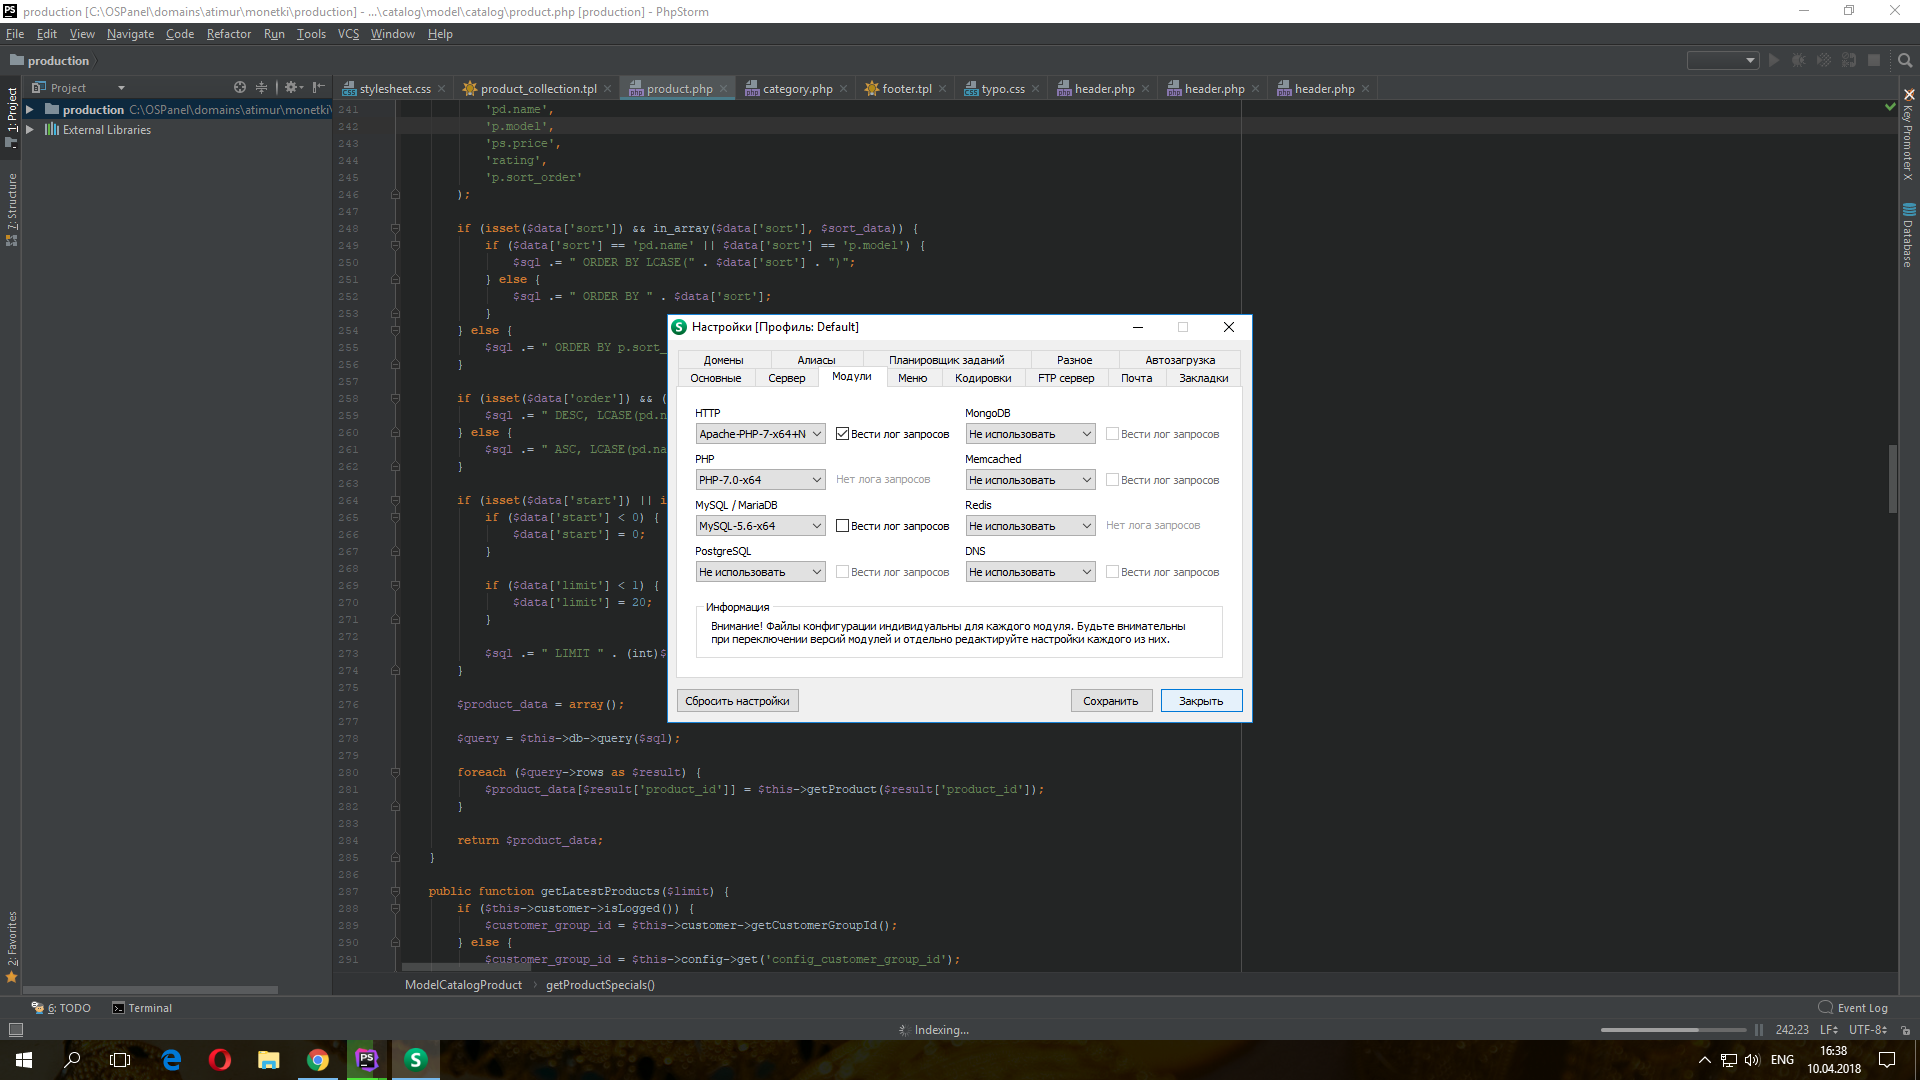 production [C:\OSPanel\domains\atimur\monetki\production] - ...\catalog\model\catalog\product.php [production] - PhpStorm
File Edit View Navigate Code Refactor Run Tools VCS Window Help
production
Project
stylesheet.css product_collection.tpl product.php category.php footer.tpl typo.css header.php header.php header.php
production C:\OSPanel\domains\atimur\monetki\
External Libraries
1: Project
7: Structure
2: Favorites
Key Promoter X
Database
241 'pd.name',
242 'p.model',
243 'ps.price',
244 'rating',
245 'p.sort_order'
246 );
247
248 if (isset($data['sort']) && in_array($data['sort'], $sort_data)) {
249 if ($data['sort'] == 'pd.name' || $data['sort'] == 'p.model') {
250 $sql .= " ORDER BY LCASE(" . $data['sort'] . ")";
251 } else {
252 $sql .= " ORDER BY " . $data['sort'];
253 }
254 } else {
255 $sql .= " ORDER BY p.sort_
256 }
257
258 if (isset($data['order']) && (
259 $sql .= " DESC, LCASE(pd.na
260 } else {
261 $sql .= " ASC, LCASE(pd.na
262 }
263
264 if (isset($data['start']) || i
265 if ($data['start'] < 0) {
266 $data['start'] = 0;
267 }
268
269 if ($data['limit'] < 1) {
270 $data['limit'] = 20;
271 }
272
273 $sql .= " LIMIT " . (int)$
274 }
275
276 $product_data = array();
277
278 $query = $this->db->query($sql);
279
280 foreach ($query->rows as $result) {
281 $product_data[$result['product_id']] = $this->getProduct($result['product_id']);
282 }
283
284 return $product_data;
285 }
286
287 public function getLatestProducts($limit) {
288 if ($this->customer->isLogged()) {
289 $customer_group_id = $this->customer->getCustomerGroupId();
290 } else {
291 $customer_group_id = $this->config->get('config_customer_group_id');
Настройки [Профиль: Default]
Домены Алиасы Планировщик заданий Разное Автозагрузка
Основные Сервер Модули Меню Кодировки FTP сервер Почта Закладки
HTTP MongoDB
Apache-PHP-7-x64+N Вести лог запросов Не использовать Вести лог запросов
PHP Memcached
PHP-7.0-x64 Нет лога запросов Не использовать Вести лог запросов
MySQL / MariaDB Redis
MySQL-5.6-x64 Вести лог запросов Не использовать Нет лога запросов
PostgreSQL DNS
Не использовать Вести лог запросов Не использовать Вести лог запросов
Информация
Внимание! Файлы конфигурации индивидуальны для каждого модуля. Будьте внимательны
при переключении версий модулей и отдельно редактируйте настройки каждого из них.
Сбросить настройки Сохранить Закрыть
ModelCatalogProduct getProductSpecials()
6: TODO Terminal Event Log
Indexing... 242:23 LF UTF-8
ENG 16:38
10.04.2018